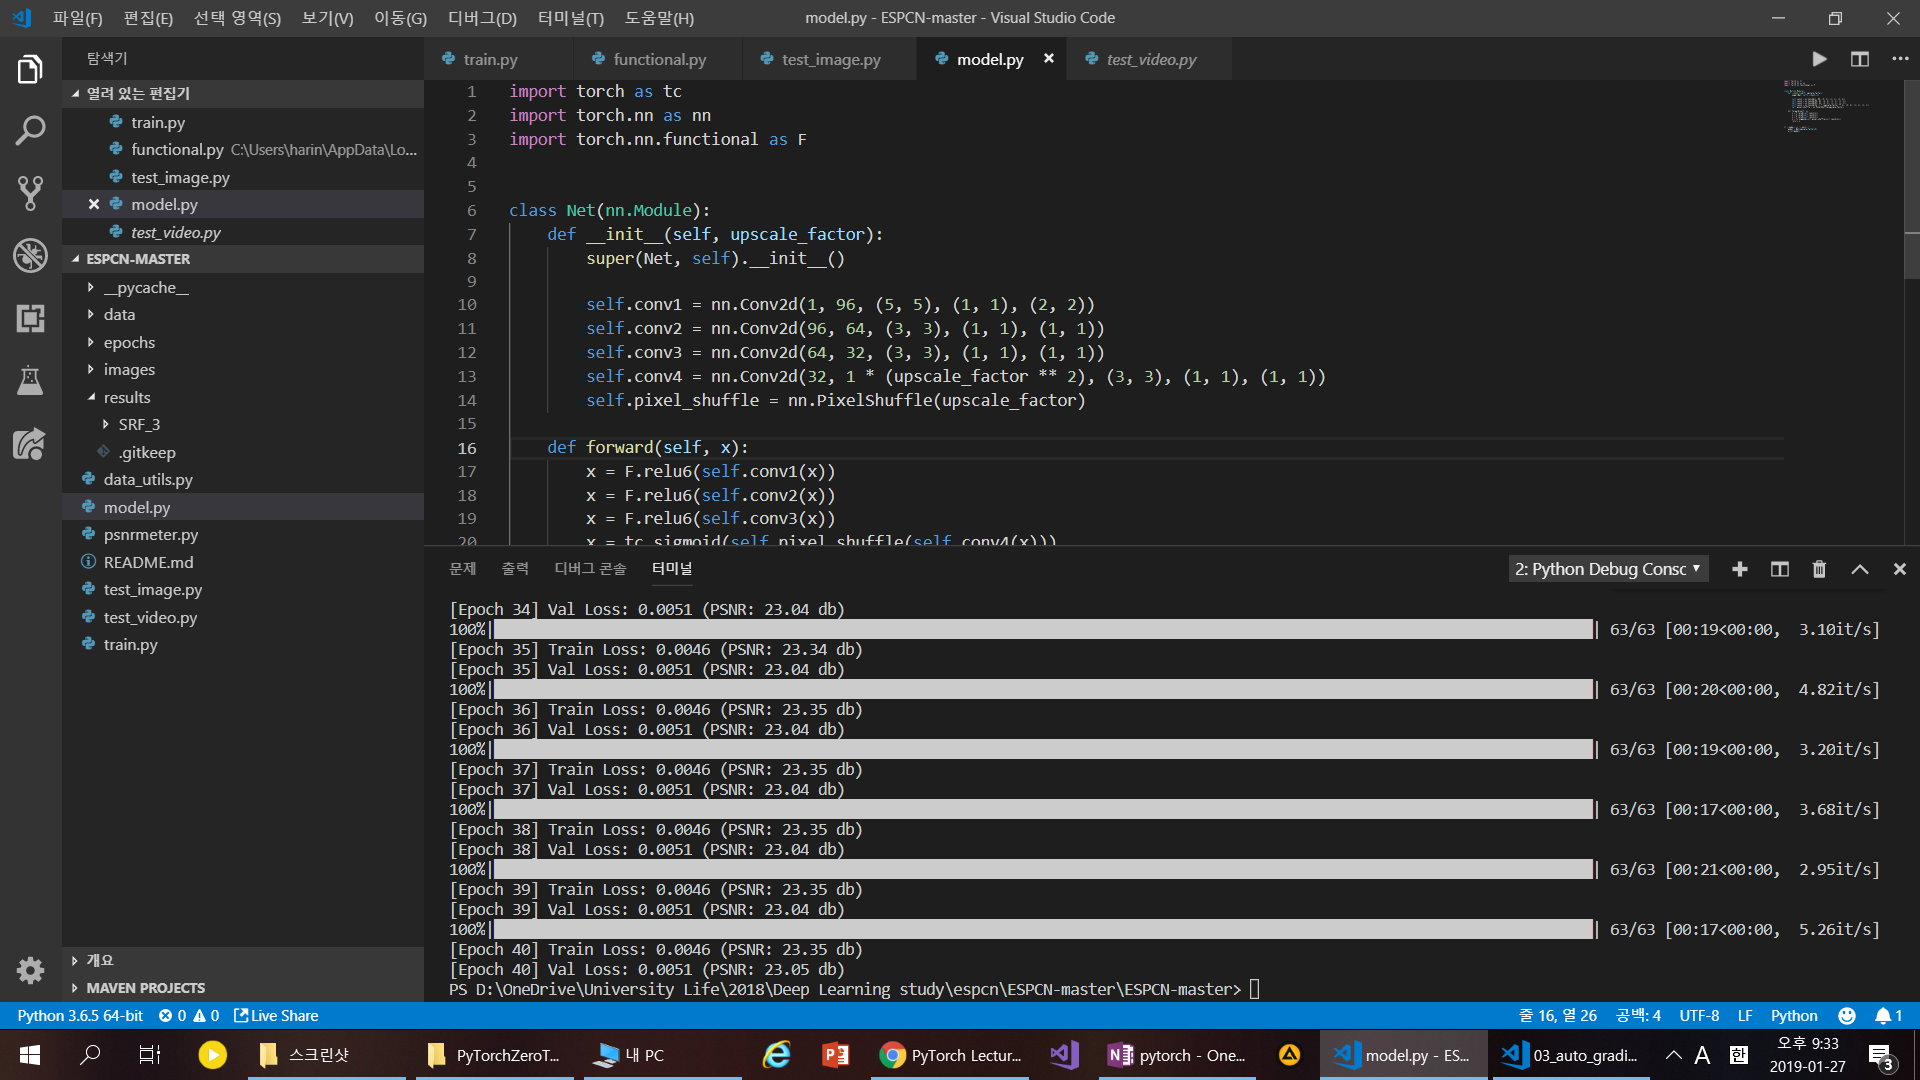 파일(F) 편집(E) 선택 영역(S) 보기(V) 이동(G) 디버그(D) 터미널(T) 도움말(H) model.py - ESPCN-master - Visual Studio Code
탐색기
열려 있는 편집기
train.py
functional.py C:\Users\harin\AppData\Lo...
test_image.py
model.py
test_video.py
ESPCN-MASTER
__pycache__
data
epochs
images
results
SRF_3
.gitkeep
data_utils.py
model.py
psnrmeter.py
README.md
test_image.py
test_video.py
train.py
개요
MAVEN PROJECTS
train.py functional.py test_image.py model.py test_video.py
1 import torch as tc
2 import torch.nn as nn
3 import torch.nn.functional as F
4
5
6 class Net(nn.Module):
7 def __init__(self, upscale_factor):
8 super(Net, self).__init__()
9
10 self.conv1 = nn.Conv2d(1, 96, (5, 5), (1, 1), (2, 2))
11 self.conv2 = nn.Conv2d(96, 64, (3, 3), (1, 1), (1, 1))
12 self.conv3 = nn.Conv2d(64, 32, (3, 3), (1, 1), (1, 1))
13 self.conv4 = nn.Conv2d(32, 1 * (upscale_factor ** 2), (3, 3), (1, 1), (1, 1))
14 self.pixel_shuffle = nn.PixelShuffle(upscale_factor)
15
16 def forward(self, x):
17 x = F.relu6(self.conv1(x))
18 x = F.relu6(self.conv2(x))
19 x = F.relu6(self.conv3(x))
20 x = tc.sigmoid(self.pixel_shuffle(self.conv4(x)))
문제 출력 디버그 콘솔 터미널 2: Python Debug Consc
[Epoch 34] Val Loss: 0.0051 (PSNR: 23.04 db)
100%| | 63/63 [00:19<00:00, 3.10it/s]
[Epoch 35] Train Loss: 0.0046 (PSNR: 23.34 db)
[Epoch 35] Val Loss: 0.0051 (PSNR: 23.04 db)
100%| | 63/63 [00:20<00:00, 4.82it/s]
[Epoch 36] Train Loss: 0.0046 (PSNR: 23.35 db)
[Epoch 36] Val Loss: 0.0051 (PSNR: 23.04 db)
100%| | 63/63 [00:19<00:00, 3.20it/s]
[Epoch 37] Train Loss: 0.0046 (PSNR: 23.35 db)
[Epoch 37] Val Loss: 0.0051 (PSNR: 23.04 db)
100%| | 63/63 [00:17<00:00, 3.68it/s]
[Epoch 38] Train Loss: 0.0046 (PSNR: 23.35 db)
[Epoch 38] Val Loss: 0.0051 (PSNR: 23.04 db)
100%| | 63/63 [00:21<00:00, 2.95it/s]
[Epoch 39] Train Loss: 0.0046 (PSNR: 23.35 db)
[Epoch 39] Val Loss: 0.0051 (PSNR: 23.04 db)
100%| | 63/63 [00:17<00:00, 5.26it/s]
[Epoch 40] Train Loss: 0.0046 (PSNR: 23.35 db)
[Epoch 40] Val Loss: 0.0051 (PSNR: 23.05 db)
PS D:\OneDrive\University Life\2018\Deep Learning study\espcn\ESPCN-master\ESPCN-master>
Python 3.6.5 64-bit 0 0 Live Share 줄 16, 열 26 공백: 4 UTF-8 LF Python 1
스크린샷 PyTorchZeroT... 내 PC PyTorch Lectur... pytorch - One... model.py - ES... 03_auto_gradi... A 한 오후 9:33
2019-01-27 3